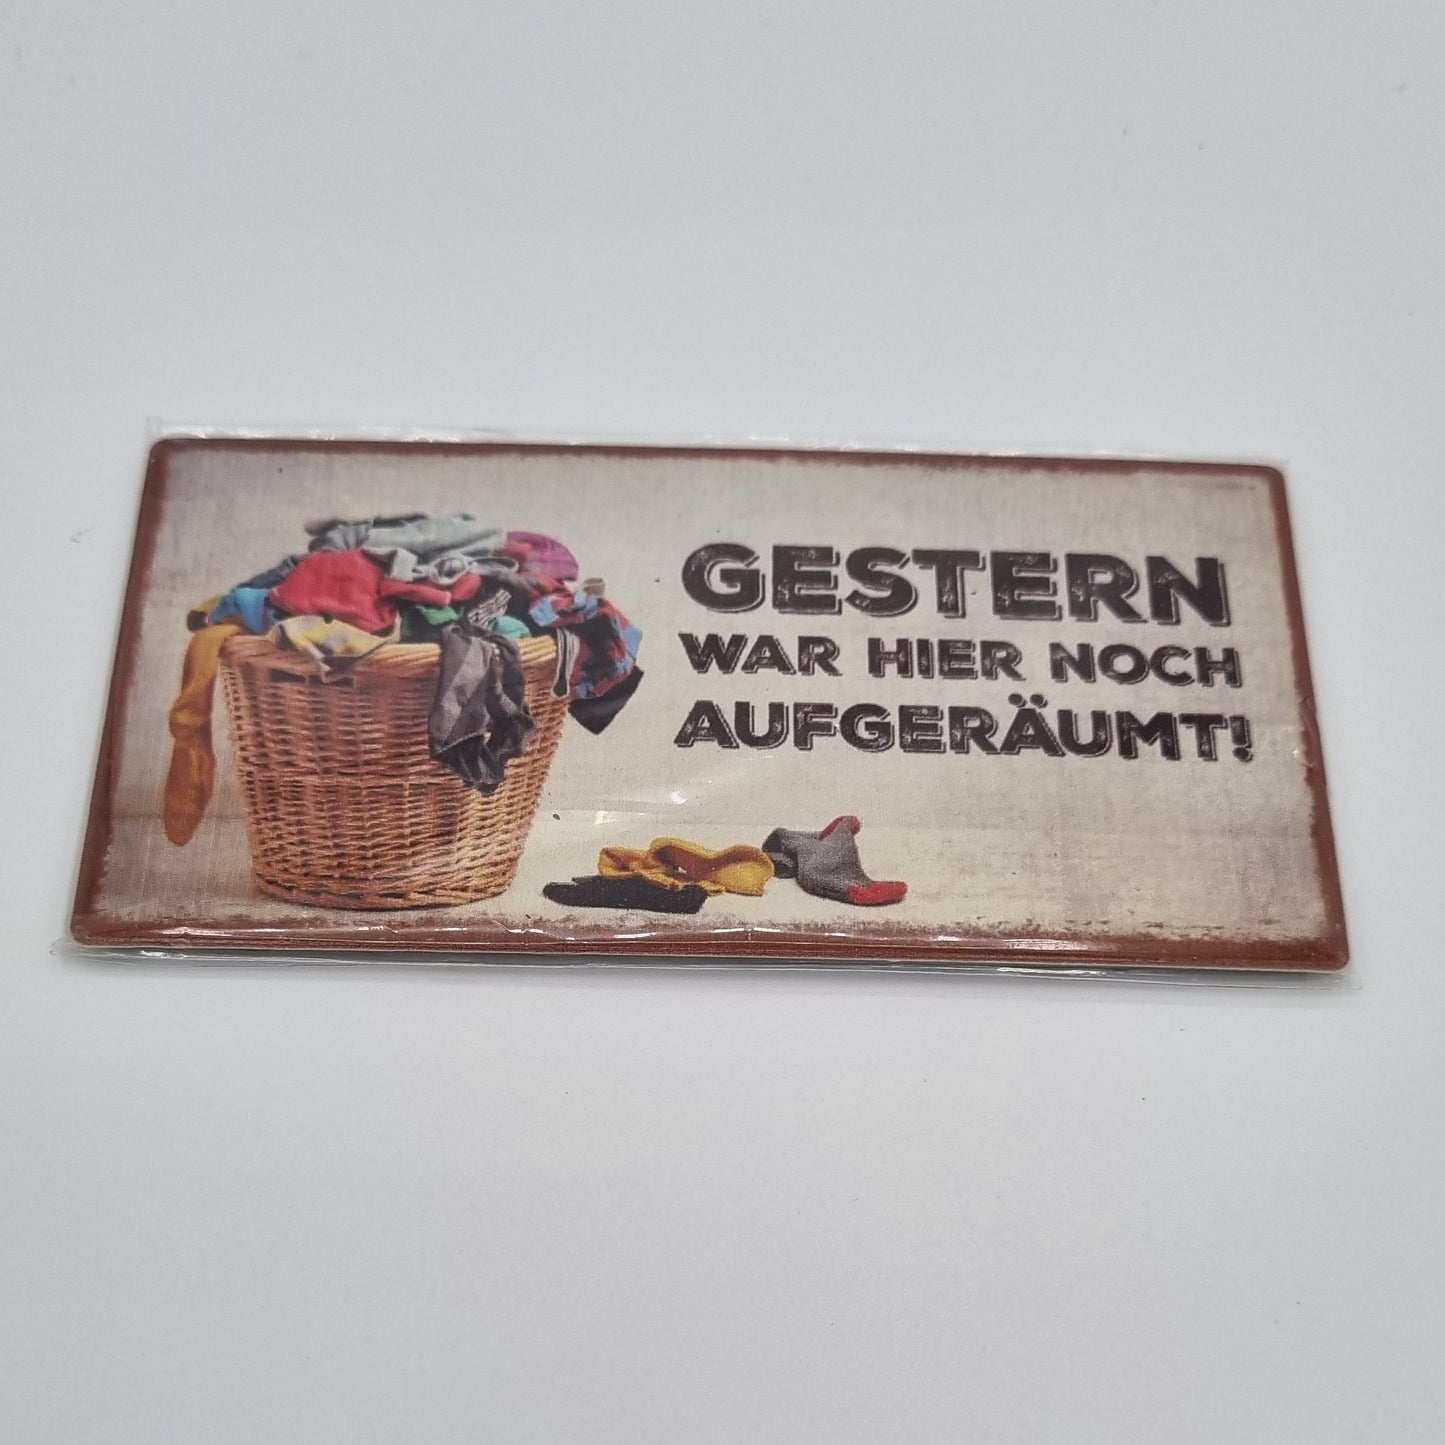 GESTERN
WAR HIER NOCH
AUFGERÄUMT!